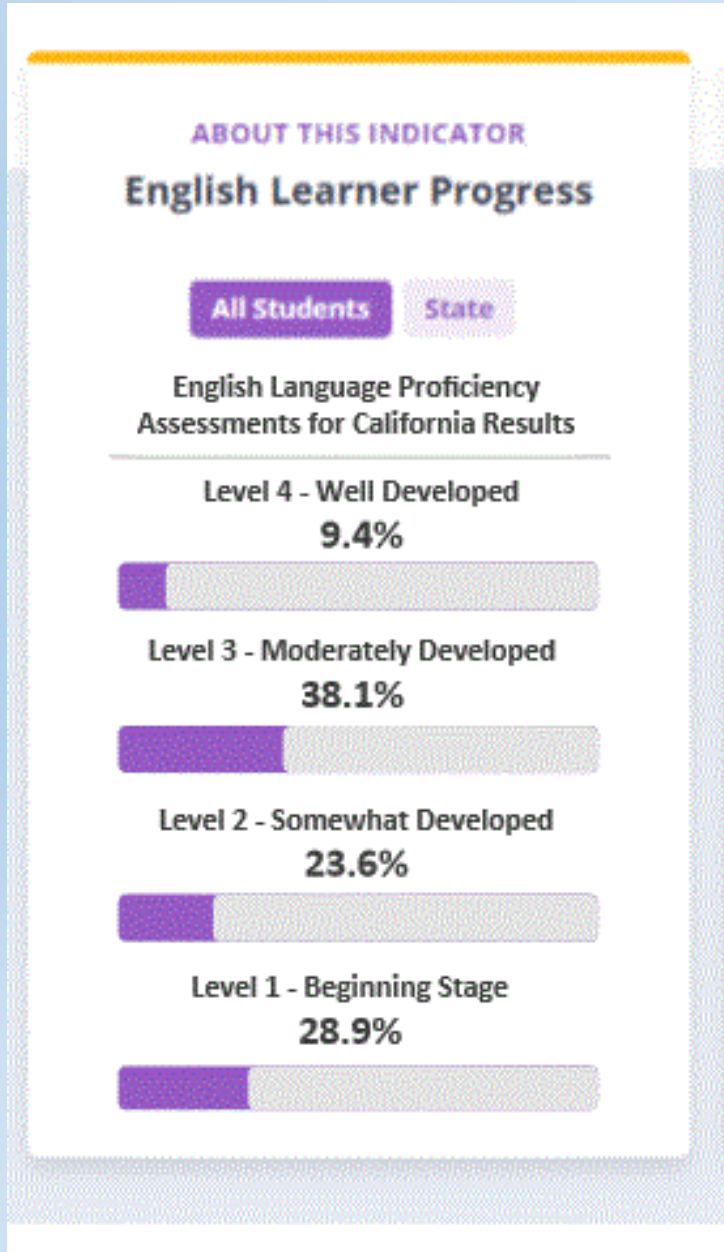 ABOUT THIS INDICATOR
English Learner Progress
All Students State
English Language Proficiency
Assessments for California Results
Level 4 - Well Developed
9.4%
Level 3 - Moderately Developed
38.1%
Level 2 - Somewhat Developed
23.6%
Level 1 - Beginning Stage
28.9%